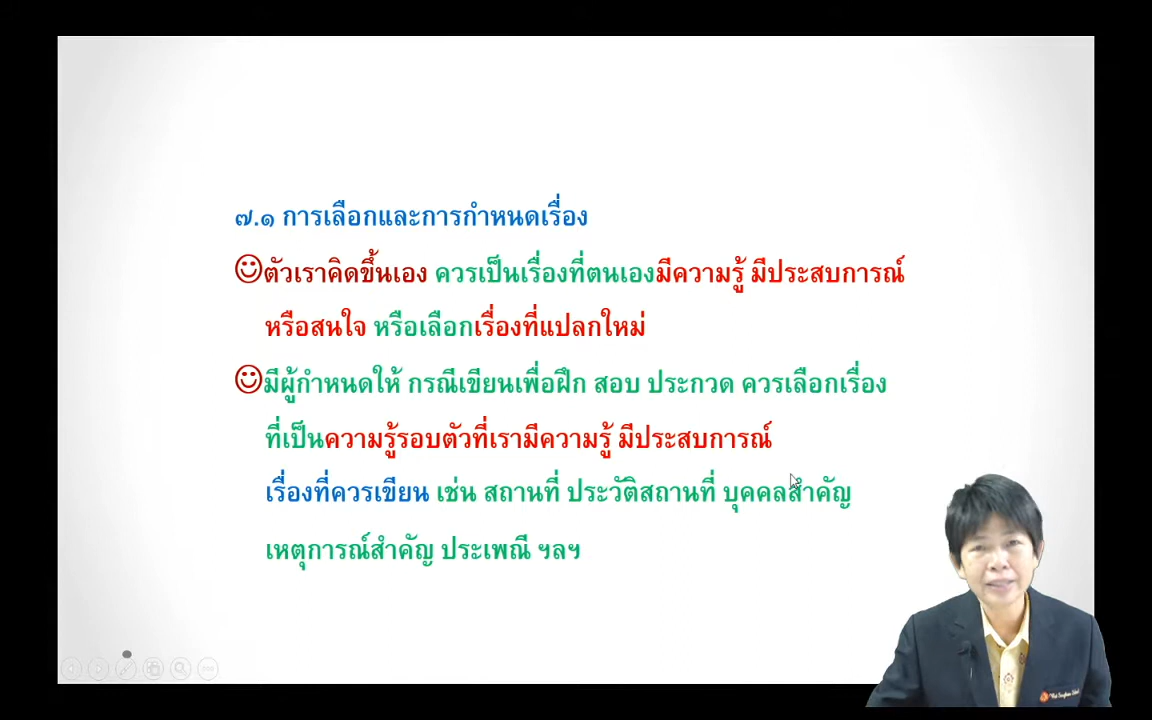 ๗.๑ การเลือกและการกำหนดเรื่อง
ตัวเราคิดขึ้นเอง ควรเป็นเรื่องที่ตนเองมีความรู้ มีประสบการณ์
หรือสนใจ หรือเลือกเรื่องที่แปลกใหม่
มีผู้กำหนดให้ กรณีเขียนเพื่อฝึก สอบ ประกวด ควรเลือกเรื่อง
ที่เป็นความรู้รอบตัวที่เรามีความรู้ มีประสบการณ์
เรื่องที่ควรเขียน เช่น สถานที่ ประวัติสถานที่ บุคคลสำคัญ
เหตุการณ์สำคัญ ประเพณี ฯลฯ